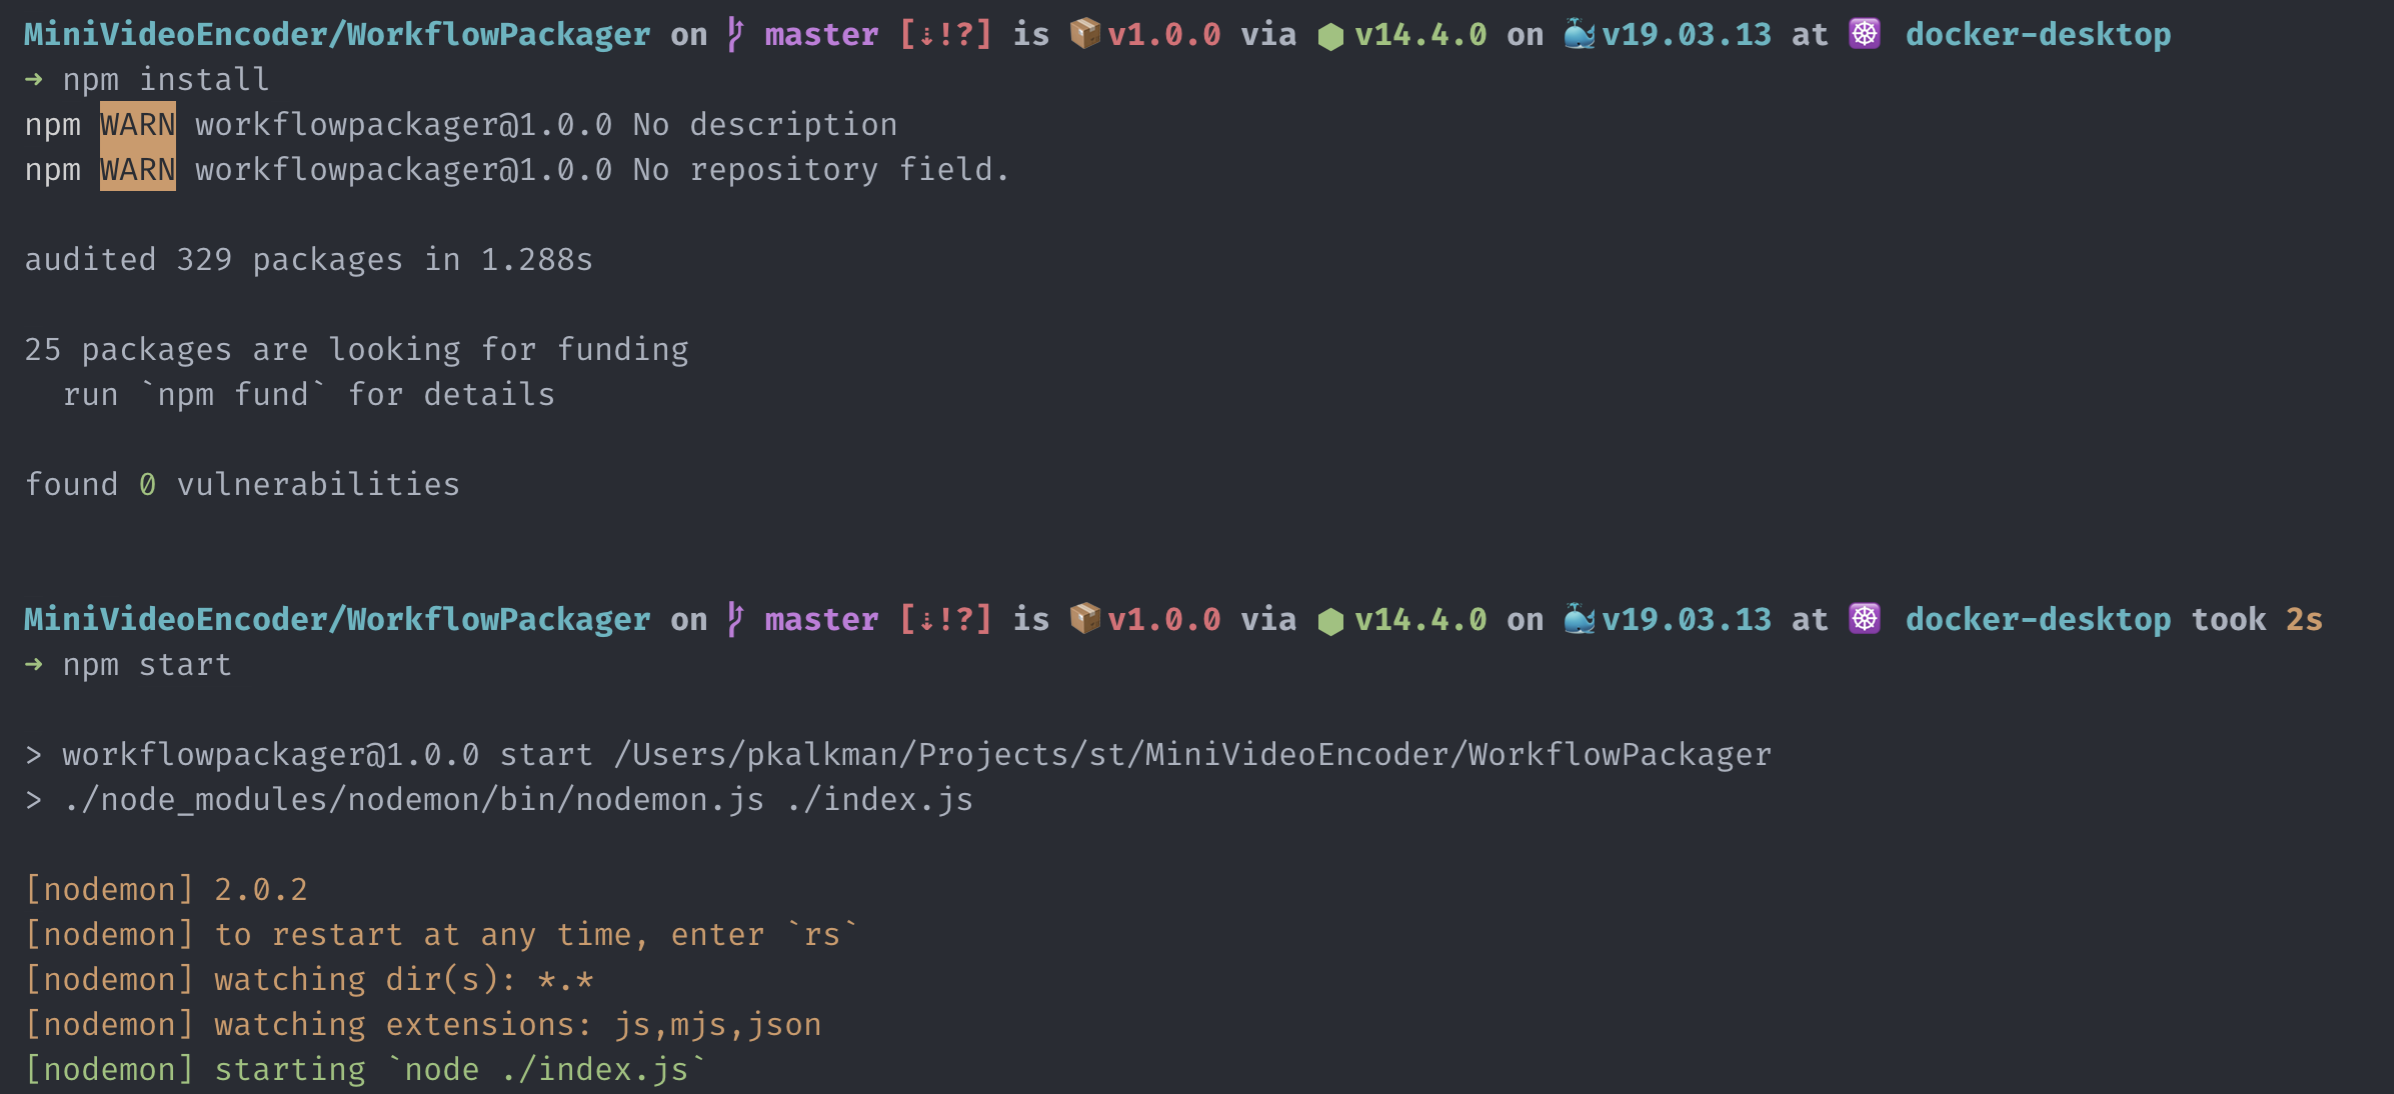 MiniVideoEncoder/WorkflowPackager on master [⇣!?] is 📦v1.0.0 via ⬢ v14.4.0 on 🐳v19.03.13 at ☸ docker-desktop
➜ npm install
npm WARN workflowpackager@1.0.0 No description
npm WARN workflowpackager@1.0.0 No repository field.
audited 329 packages in 1.288s
25 packages are looking for funding
run `npm fund` for details
found 0 vulnerabilities
MiniVideoEncoder/WorkflowPackager on master [⇣!?] is 📦v1.0.0 via ⬢ v14.4.0 on 🐳v19.03.13 at ☸ docker-desktop took 2s
➜ npm start
> workflowpackager@1.0.0 start /Users/pkalkman/Projects/st/MiniVideoEncoder/WorkflowPackager
> ./node_modules/nodemon/bin/nodemon.js ./index.js
[nodemon] 2.0.2
[nodemon] to restart at any time, enter `rs`
[nodemon] watching dir(s): *.*
[nodemon] watching extensions: js,mjs,json
[nodemon] starting `node ./index.js`